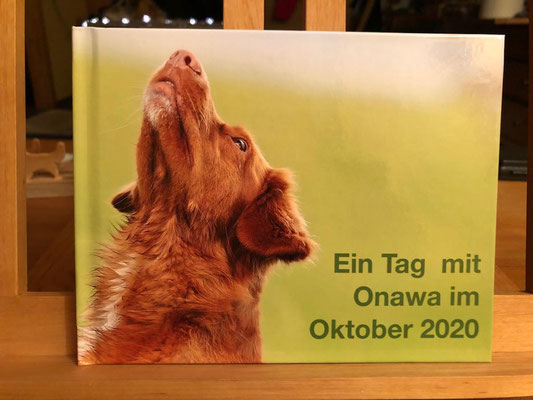 Ein Tag  mit
Onawa im
Oktober 2020